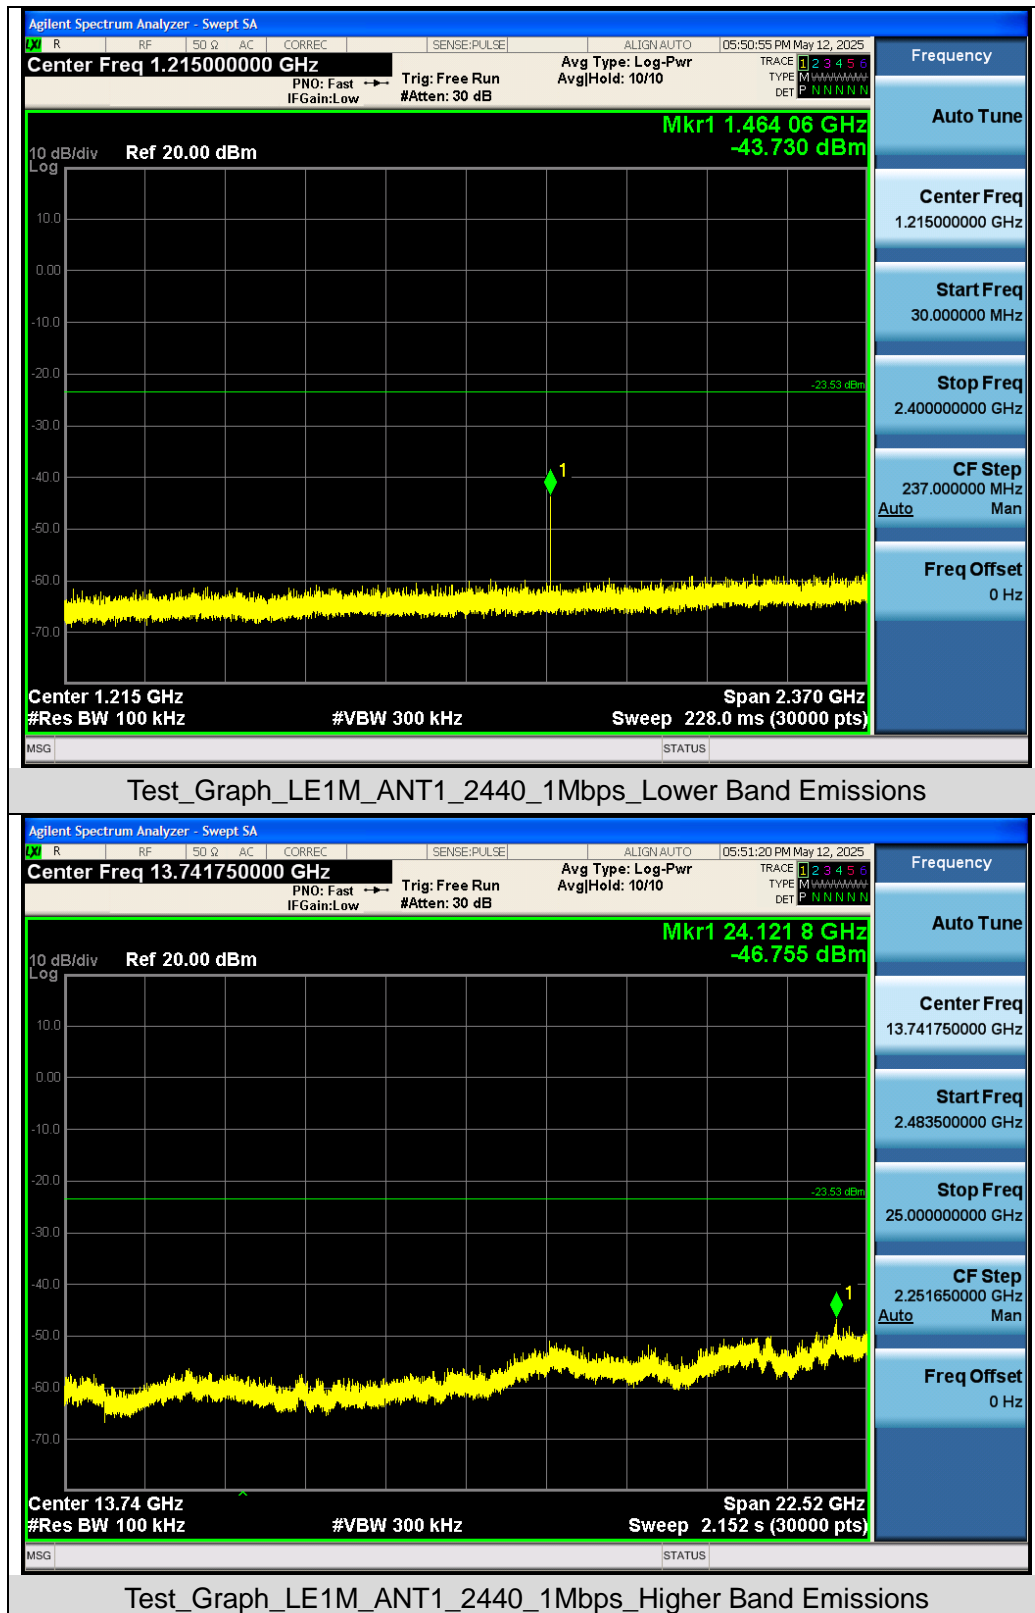 Agilent Spectrum Analyzer - Swept SA
LXI R RF 50 Ω AC CORREC SENSE:PULSE ALIGN AUTO 05:50:55 PM May 12, 2025
Center Freq 1.215000000 GHz
PNO: Fast
IFGain:Low
Trig: Free Run
#Atten: 30 dB
Avg Type: Log-Pwr
Avg|Hold: 10/10
TRACE 1 2 3 4 5 6
TYPE M WWWWW
DET P N N N N N
Mkr1 1.464 06 GHz
-43.730 dBm
10 dB/div Ref 20.00 dBm
Log
10.0
0.00
-10.0
-20.0
-23.53 dBm
-30.0
-40.0
1
-50.0
-60.0
-70.0
Center 1.215 GHz Span 2.370 GHz
#Res BW 100 kHz #VBW 300 kHz Sweep 228.0 ms (30000 pts)
MSG STATUS
Frequency
Auto Tune
Center Freq
1.215000000 GHz
Start Freq
30.000000 MHz
Stop Freq
2.400000000 GHz
CF Step
237.000000 MHz
Auto Man
Freq Offset
0 Hz
Test_Graph_LE1M_ANT1_2440_1Mbps_Lower Band Emissions
Agilent Spectrum Analyzer - Swept SA
LXI R RF 50 Ω AC CORREC SENSE:PULSE ALIGN AUTO 05:51:20 PM May 12, 2025
Center Freq 13.741750000 GHz
PNO: Fast
IFGain:Low
Trig: Free Run
#Atten: 30 dB
Avg Type: Log-Pwr
Avg|Hold: 10/10
TRACE 1 2 3 4 5 6
TYPE M WWWWW
DET P N N N N N
Mkr1 24.121 8 GHz
-46.755 dBm
10 dB/div Ref 20.00 dBm
Log
10.0
0.00
-10.0
-20.0
-23.53 dBm
-30.0
-40.0
1
-50.0
-60.0
-70.0
Center 13.74 GHz Span 22.52 GHz
#Res BW 100 kHz #VBW 300 kHz Sweep 2.152 s (30000 pts)
MSG STATUS
Frequency
Auto Tune
Center Freq
13.741750000 GHz
Start Freq
2.483500000 GHz
Stop Freq
25.000000000 GHz
CF Step
2.251650000 GHz
Auto Man
Freq Offset
0 Hz
Test_Graph_LE1M_ANT1_2440_1Mbps_Higher Band Emissions